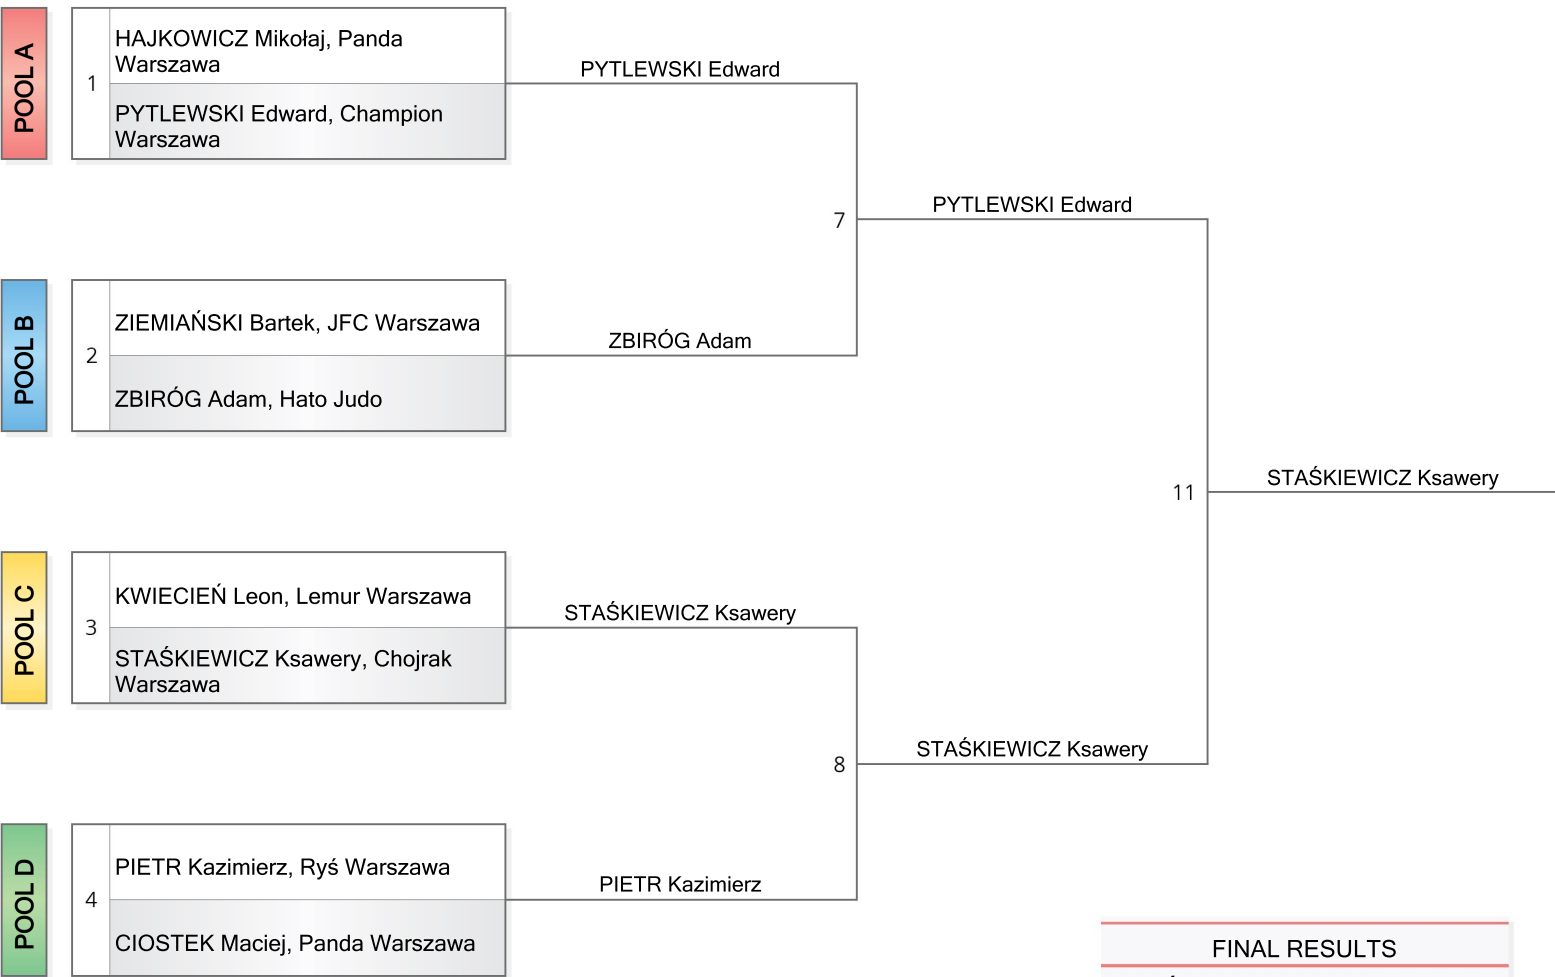 POOL A
1
HAJKOWICZ Mikołaj, Panda
Warszawa
PYTLEWSKI Edward, Champion
Warszawa
PYTLEWSKI Edward
7
PYTLEWSKI Edward
POOL B
2
ZIEMIAŃSKI Bartek, JFC Warszawa
ZBIRÓG Adam, Hato Judo
ZBIRÓG Adam
11
STAŚKIEWICZ Ksawery
POOL C
3
KWIECIEŃ Leon, Lemur Warszawa
STAŚKIEWICZ Ksawery, Chojrak
Warszawa
STAŚKIEWICZ Ksawery
8
STAŚKIEWICZ Ksawery
POOL D
4
PIETR Kazimierz, Ryś Warszawa
CIOSTEK Maciej, Panda Warszawa
PIETR Kazimierz
FINAL RESULTS